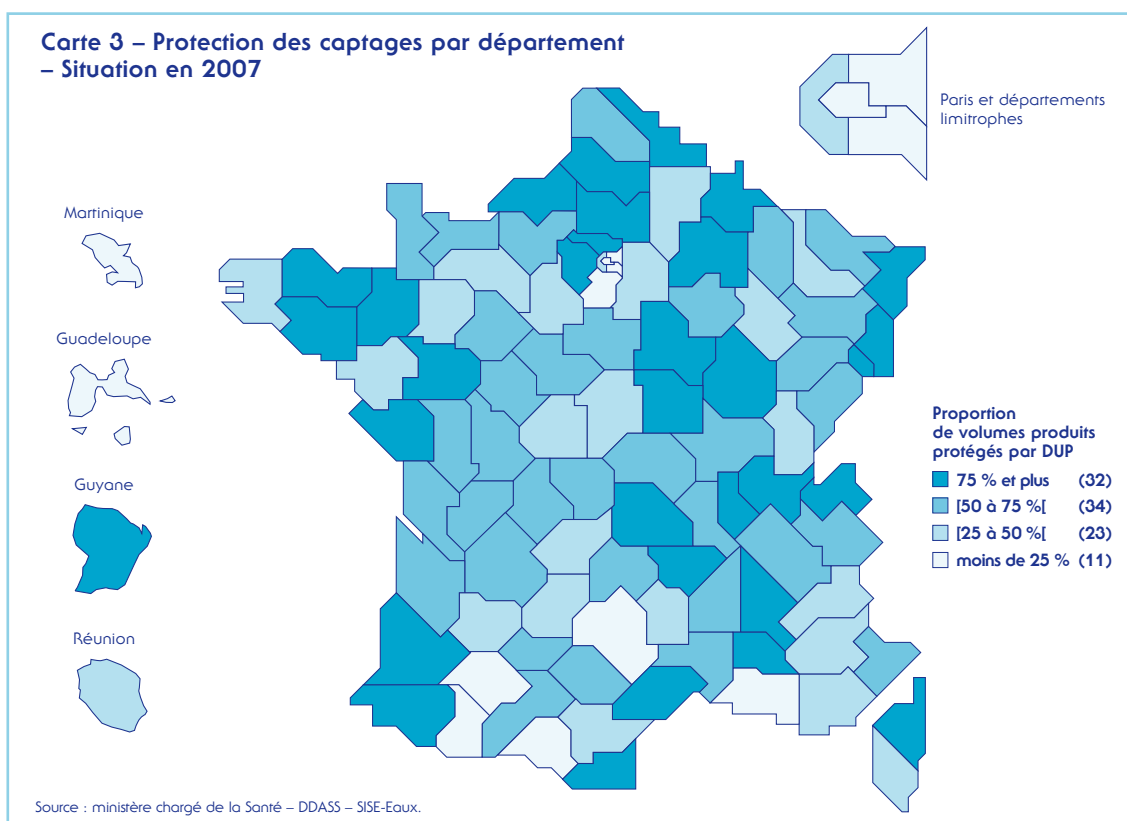 Carte 3 – Protection des captages par département
– Situation en 2007
Paris et départements
limitrophes
Martinique
Guadeloupe
Guyane
Réunion
Proportion
de volumes produits
protégés par DUP
75 % et plus (32)
[50 à 75 %[ (34)
[25 à 50 %[ (23)
moins de 25 % (11)
Source : ministère chargé de la Santé – DDASS – SISE-Eaux.